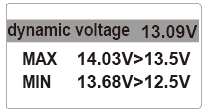 dynamic voltage 13.09V
MAX 14.03V>13.5V
MIN 13.68V>12.5V